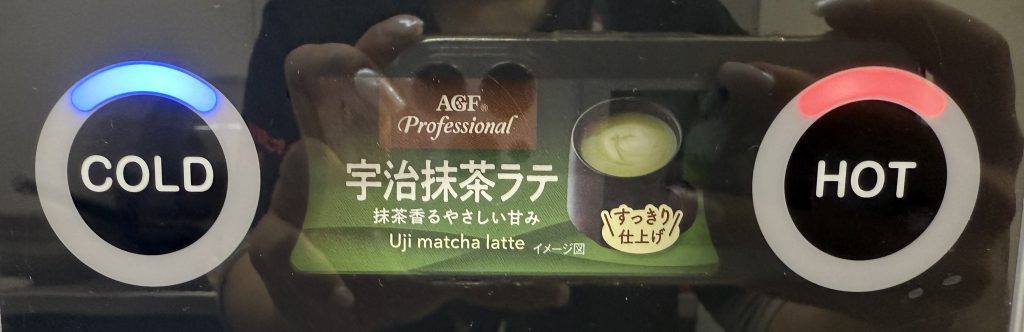 COLD
AGF®
Professional
宇治抹茶ラテ
抹茶香るやさしい甘み
Uji matcha latte イメージ図
すっきり
仕上げ
HOT